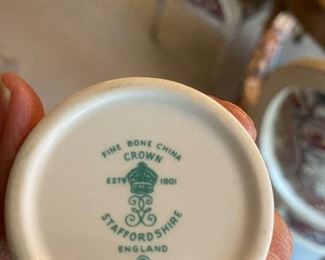 FINE BONE CHINA
CROWN
ESTD 1801
STAFFORDSHIRE
ENGLAND